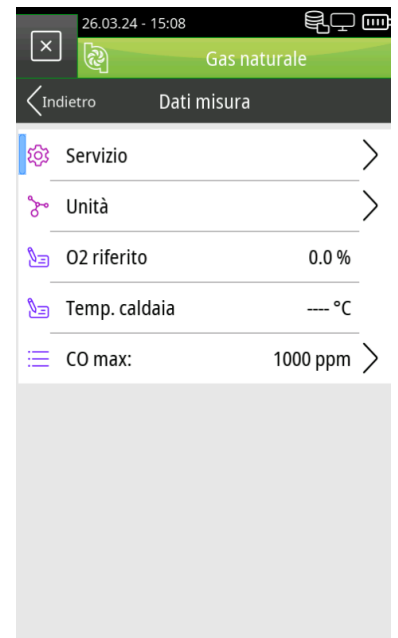 26.03.24 - 15:08
Gas naturale
Indietro Dati misura
Servizio
Unità
O2 riferito 0.0 %
Temp. caldaia ---- °C
CO max: 1000 ppm